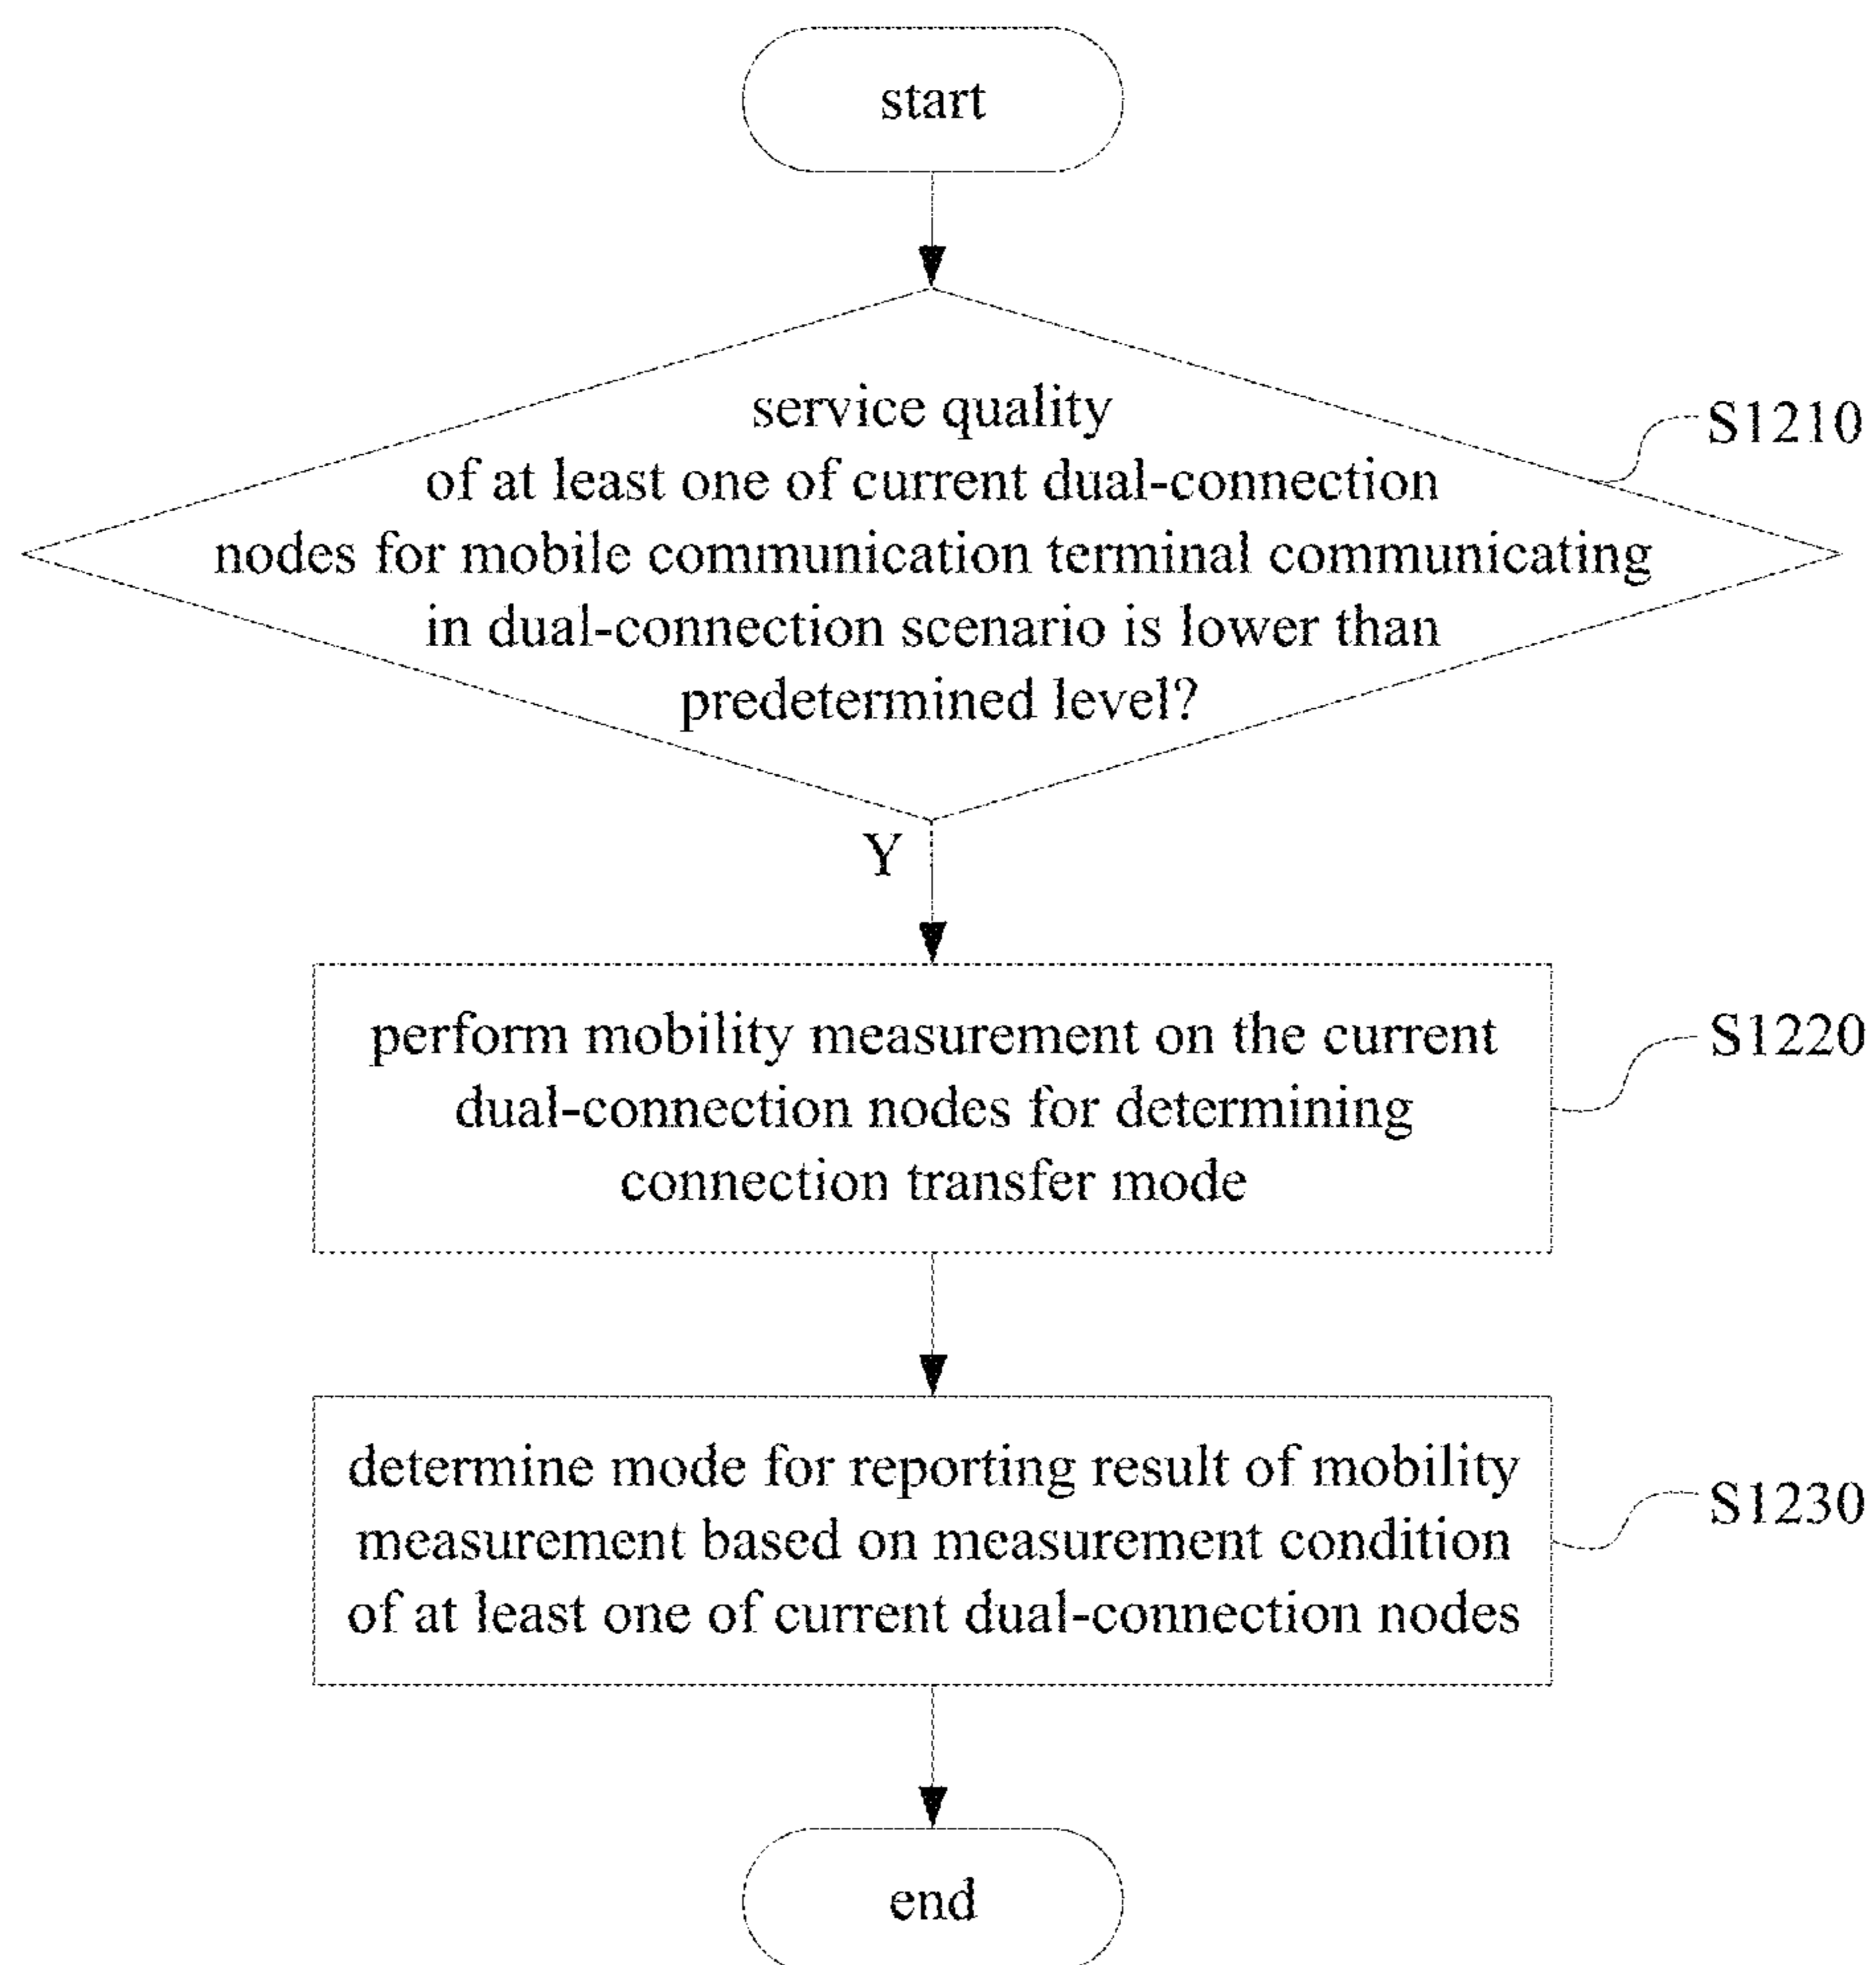 start
service quality
of at least one of current dual-connection
nodes for mobile communication terminal communicating
in dual-connection scenario is lower than
predetermined level?
S1210
Y
perform mobility measurement on the current
dual-connection nodes for determining
connection transfer mode
S1220
determine mode for reporting result of mobility
measurement based on measurement condition
of at least one of current dual-connection nodes
S1230
end